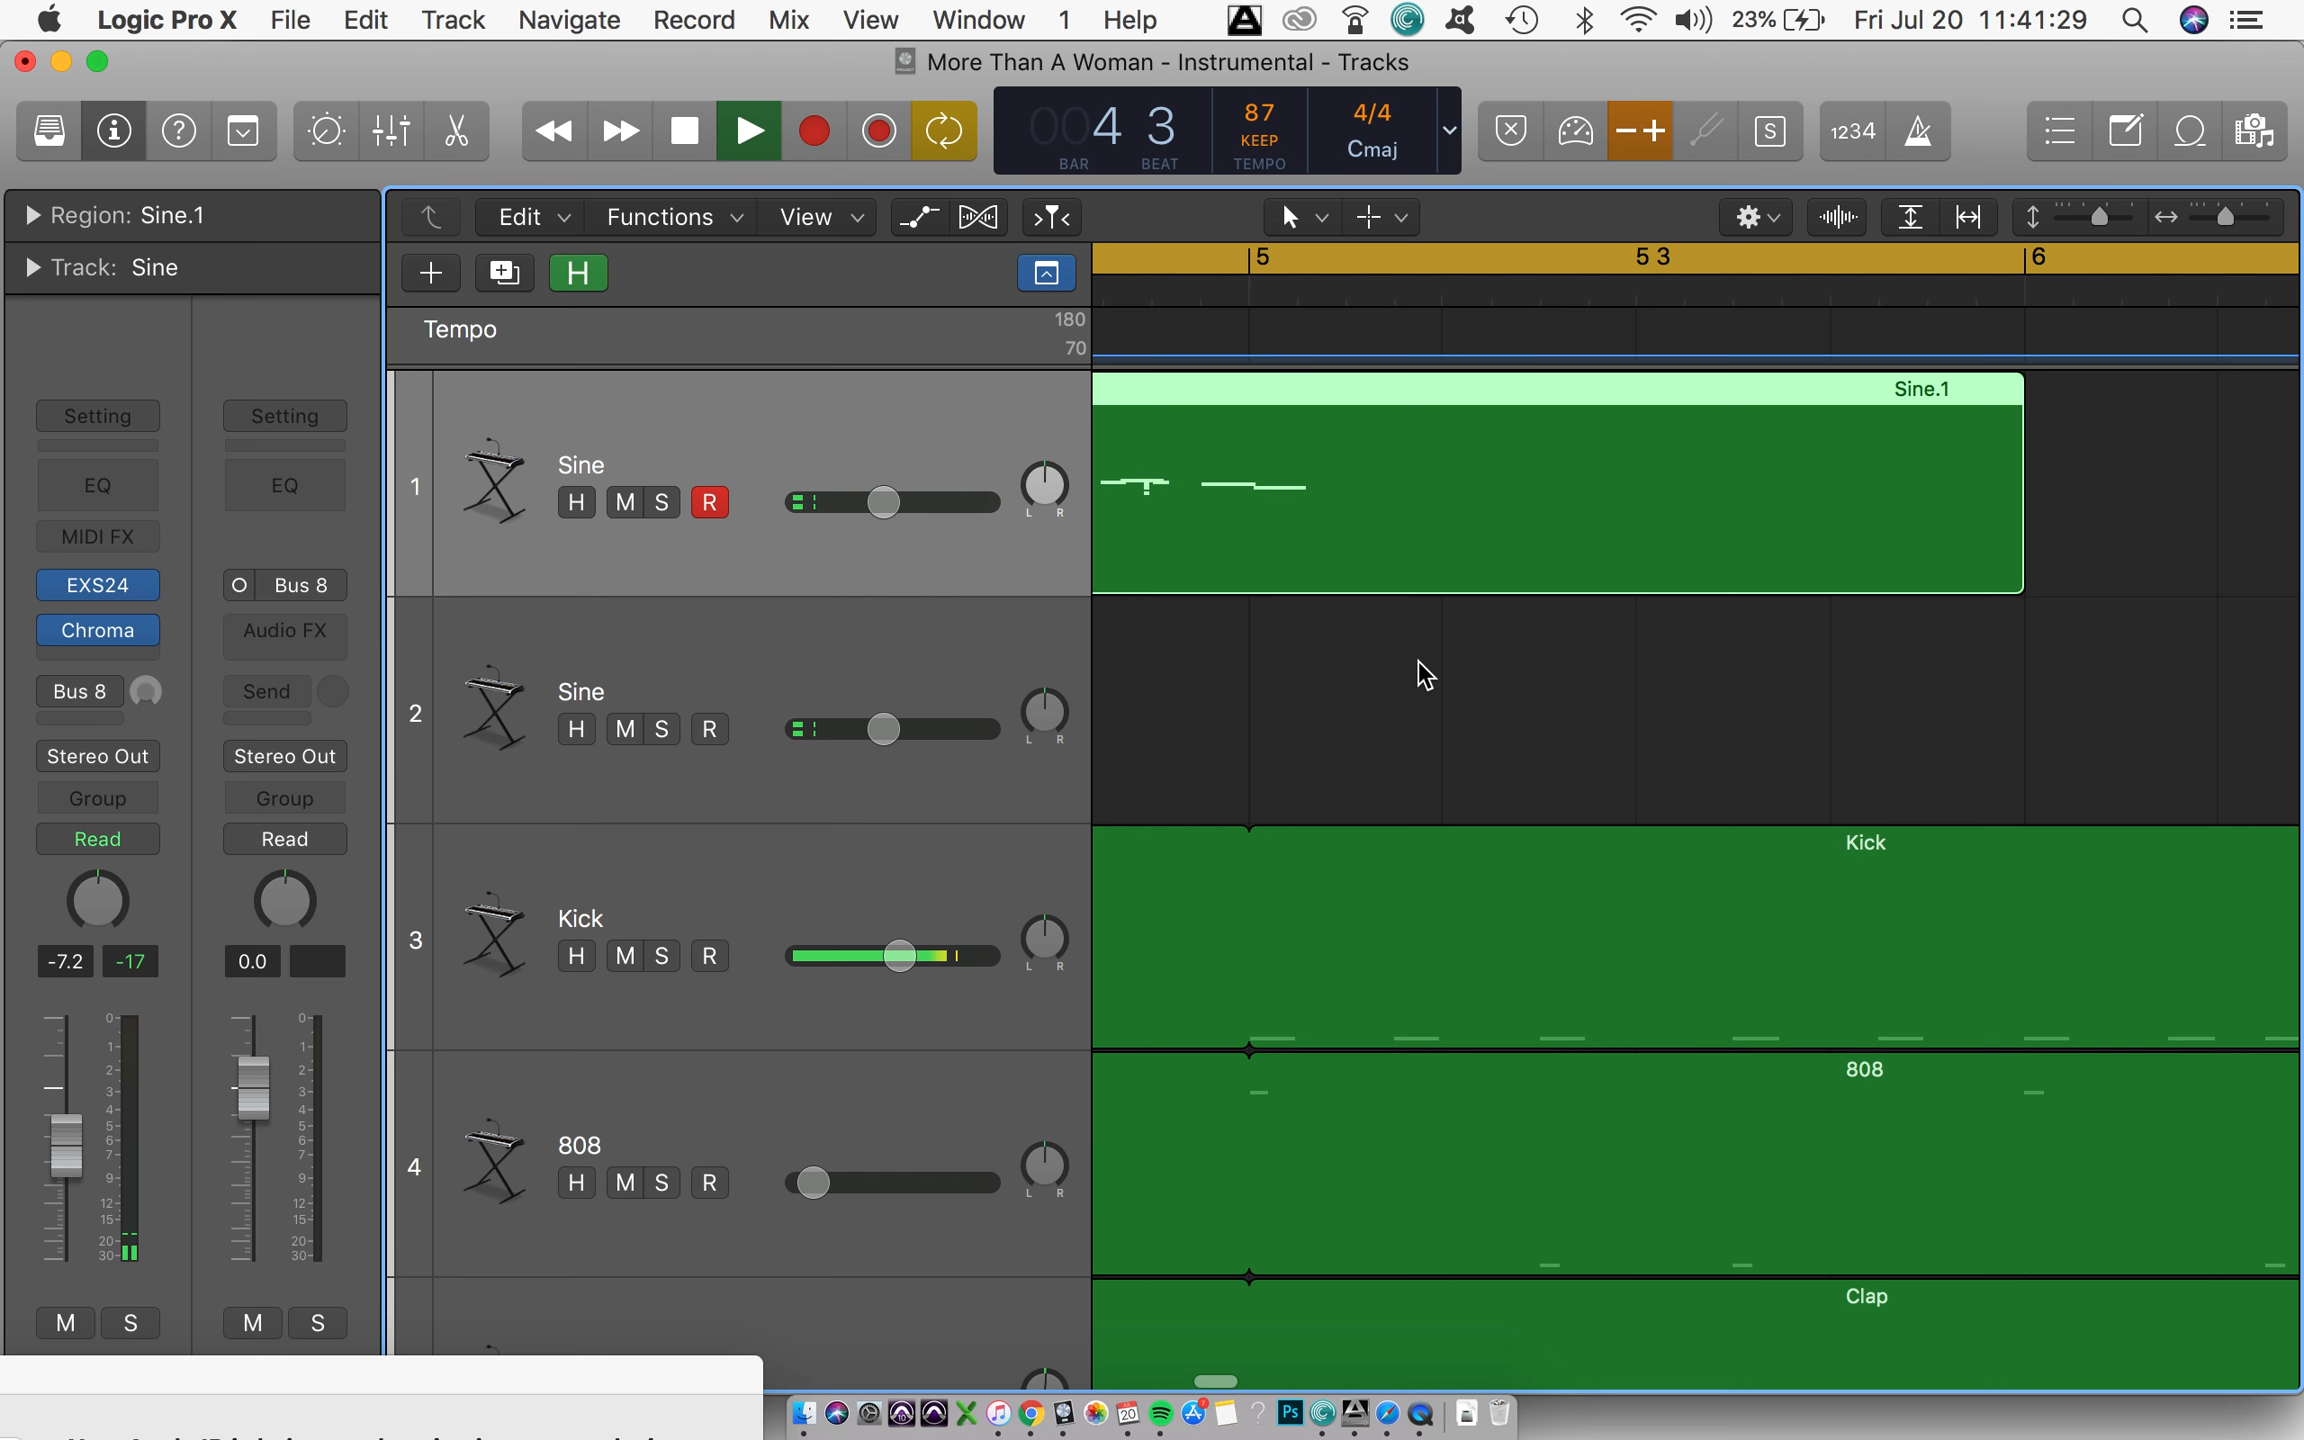 Logic Pro X File Edit Track Navigate Record Mix View Window 1 Help 23% Fri Jul 20 11:41:29
More Than A Woman - Instrumental - Tracks
004 3 87 4/4
KEEP Cmaj
BAR BEAT TEMPO
S 1234
Region: Sine.1
Edit Functions View
Track: Sine
H
5 5 3 6
Tempo 180
70
Sine.1
Setting Setting
EQ EQ
MIDI FX
EXS24 Bus 8
Chroma Audio FX
Bus 8 Send
Stereo Out Stereo Out
Group Group
Read Read
-7.2 -17 0.0
0 0
1 1
2 2
3 3
4 4
5 5
6 6
7 7
9 9
12 12
15 15
20 20
30 30
M S M S
1 Sine
H M S R L R
2 Sine
H M S R L R
3 Kick
H M S R L R
4 808
H M S R L R
Kick
808
Clap
10 20 ? Ps